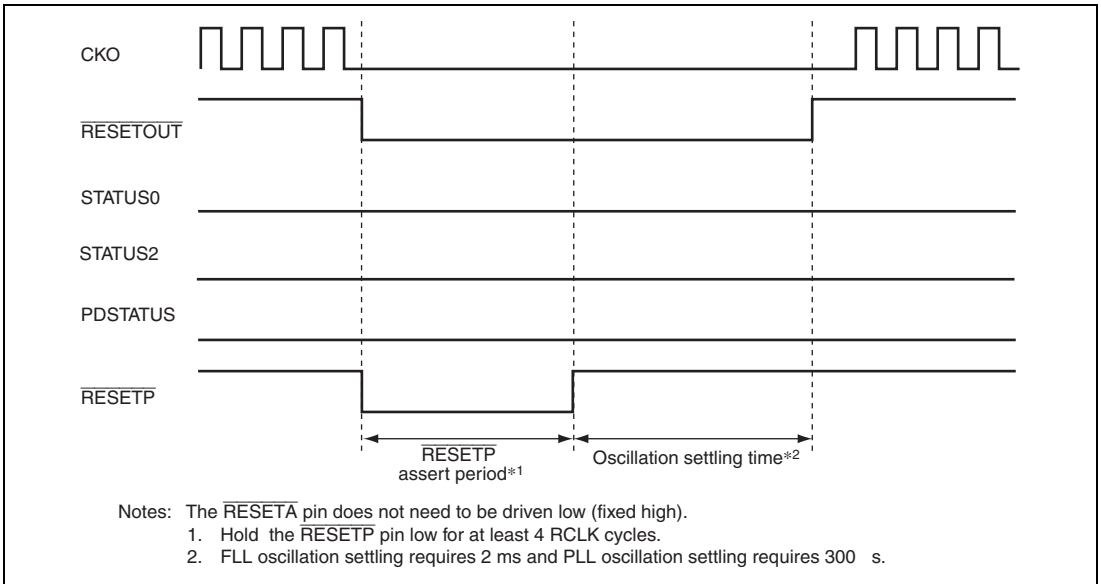 CKO
RESETOUT
STATUS0
STATUS2
PDSTATUS
RESETP
RESETP
assert period*1
Oscillation settling time*2
Notes: The RESETA pin does not need to be driven low (fixed high).
1. Hold the RESETP pin low for at least 4 RCLK cycles.
2. FLL oscillation settling requires 2 ms and PLL oscillation settling requires 300 s.